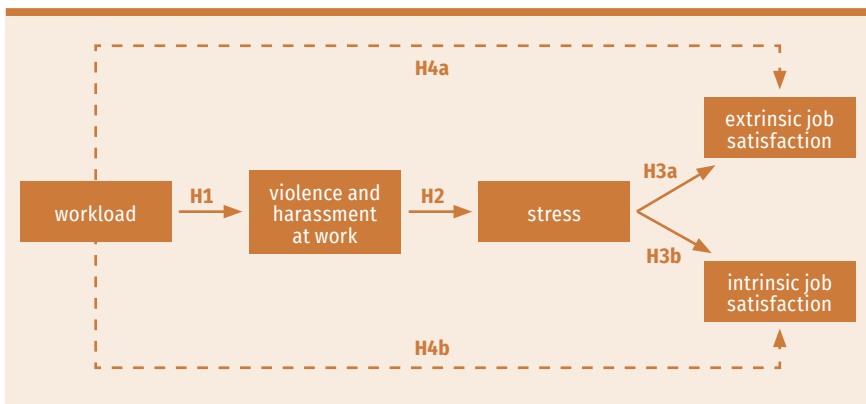 H4a
extrinsic job
satisfaction
workload
H1
violence and
harassment
at work
H2
stress
H3a
H3b
intrinsic job
satisfaction
H4b